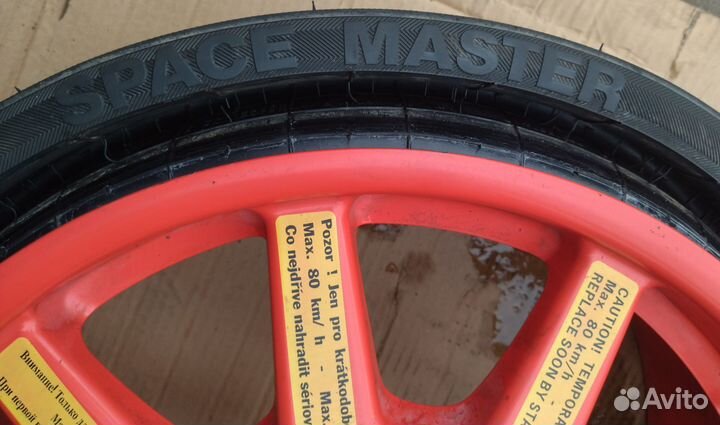 SPACE MASTER
Внимание! Только д
При первой
Pozor ! Jen pro krátkodob
Max. 80 km/ h - Max.
Co nejdříve nahradit sériov
CAUTION! TEMPORA
Max. 80 km/h -
REPLACE SOON BY STA
Avito